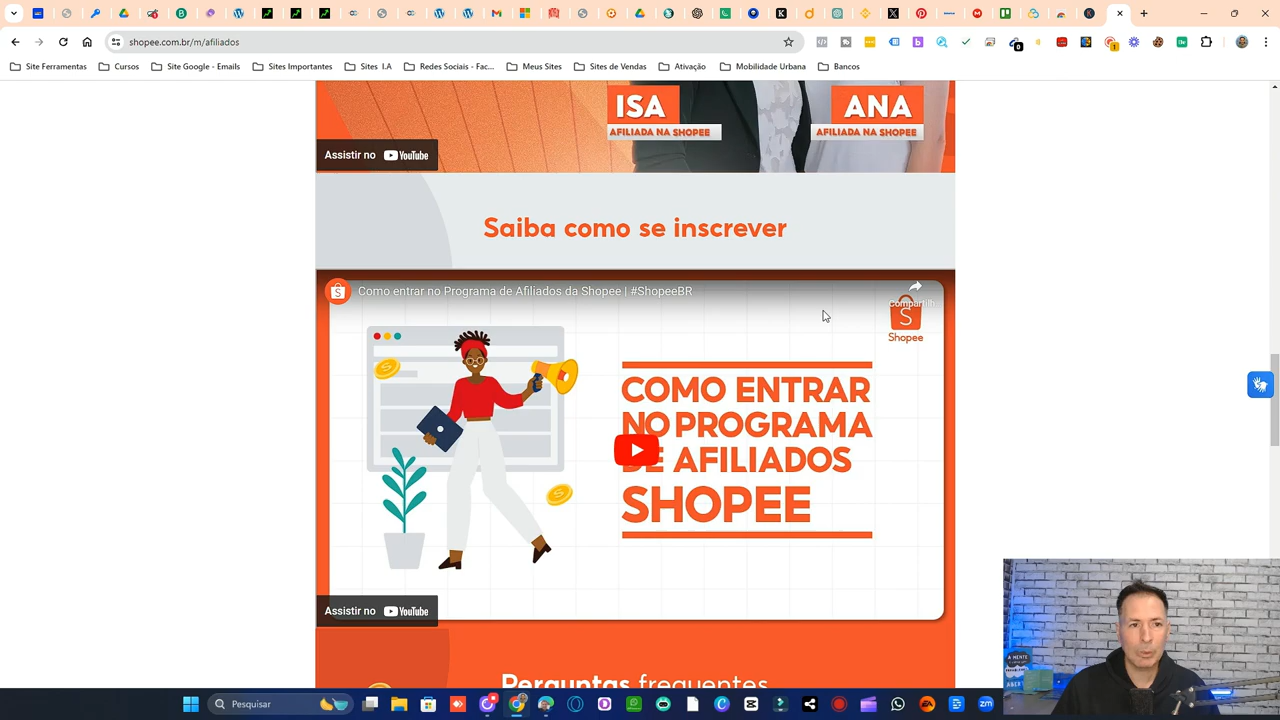 shopee.com.br/m/afiliados
Site Ferramentas
Cursos
Site Google - Emails
Sites Importantes
Sites I.A
Redes Sociais - Fac...
Meus Sites
Sites de Vendas
Ativação
Mobilidade Urbana
Bancos
ISA
AFILIADA NA SHOPEE
ANA
AFILIADA NA SHOPEE
Assistir no YouTube
Saiba como se inscrever
Como entrar no Programa de Afiliados da Shopee | #ShopeeBR
Compartilh...
Shopee
COMO ENTRAR
NO PROGRAMA
DE AFILIADOS
SHOPEE
Assistir no YouTube
Perguntas frequentes
Pesquisar